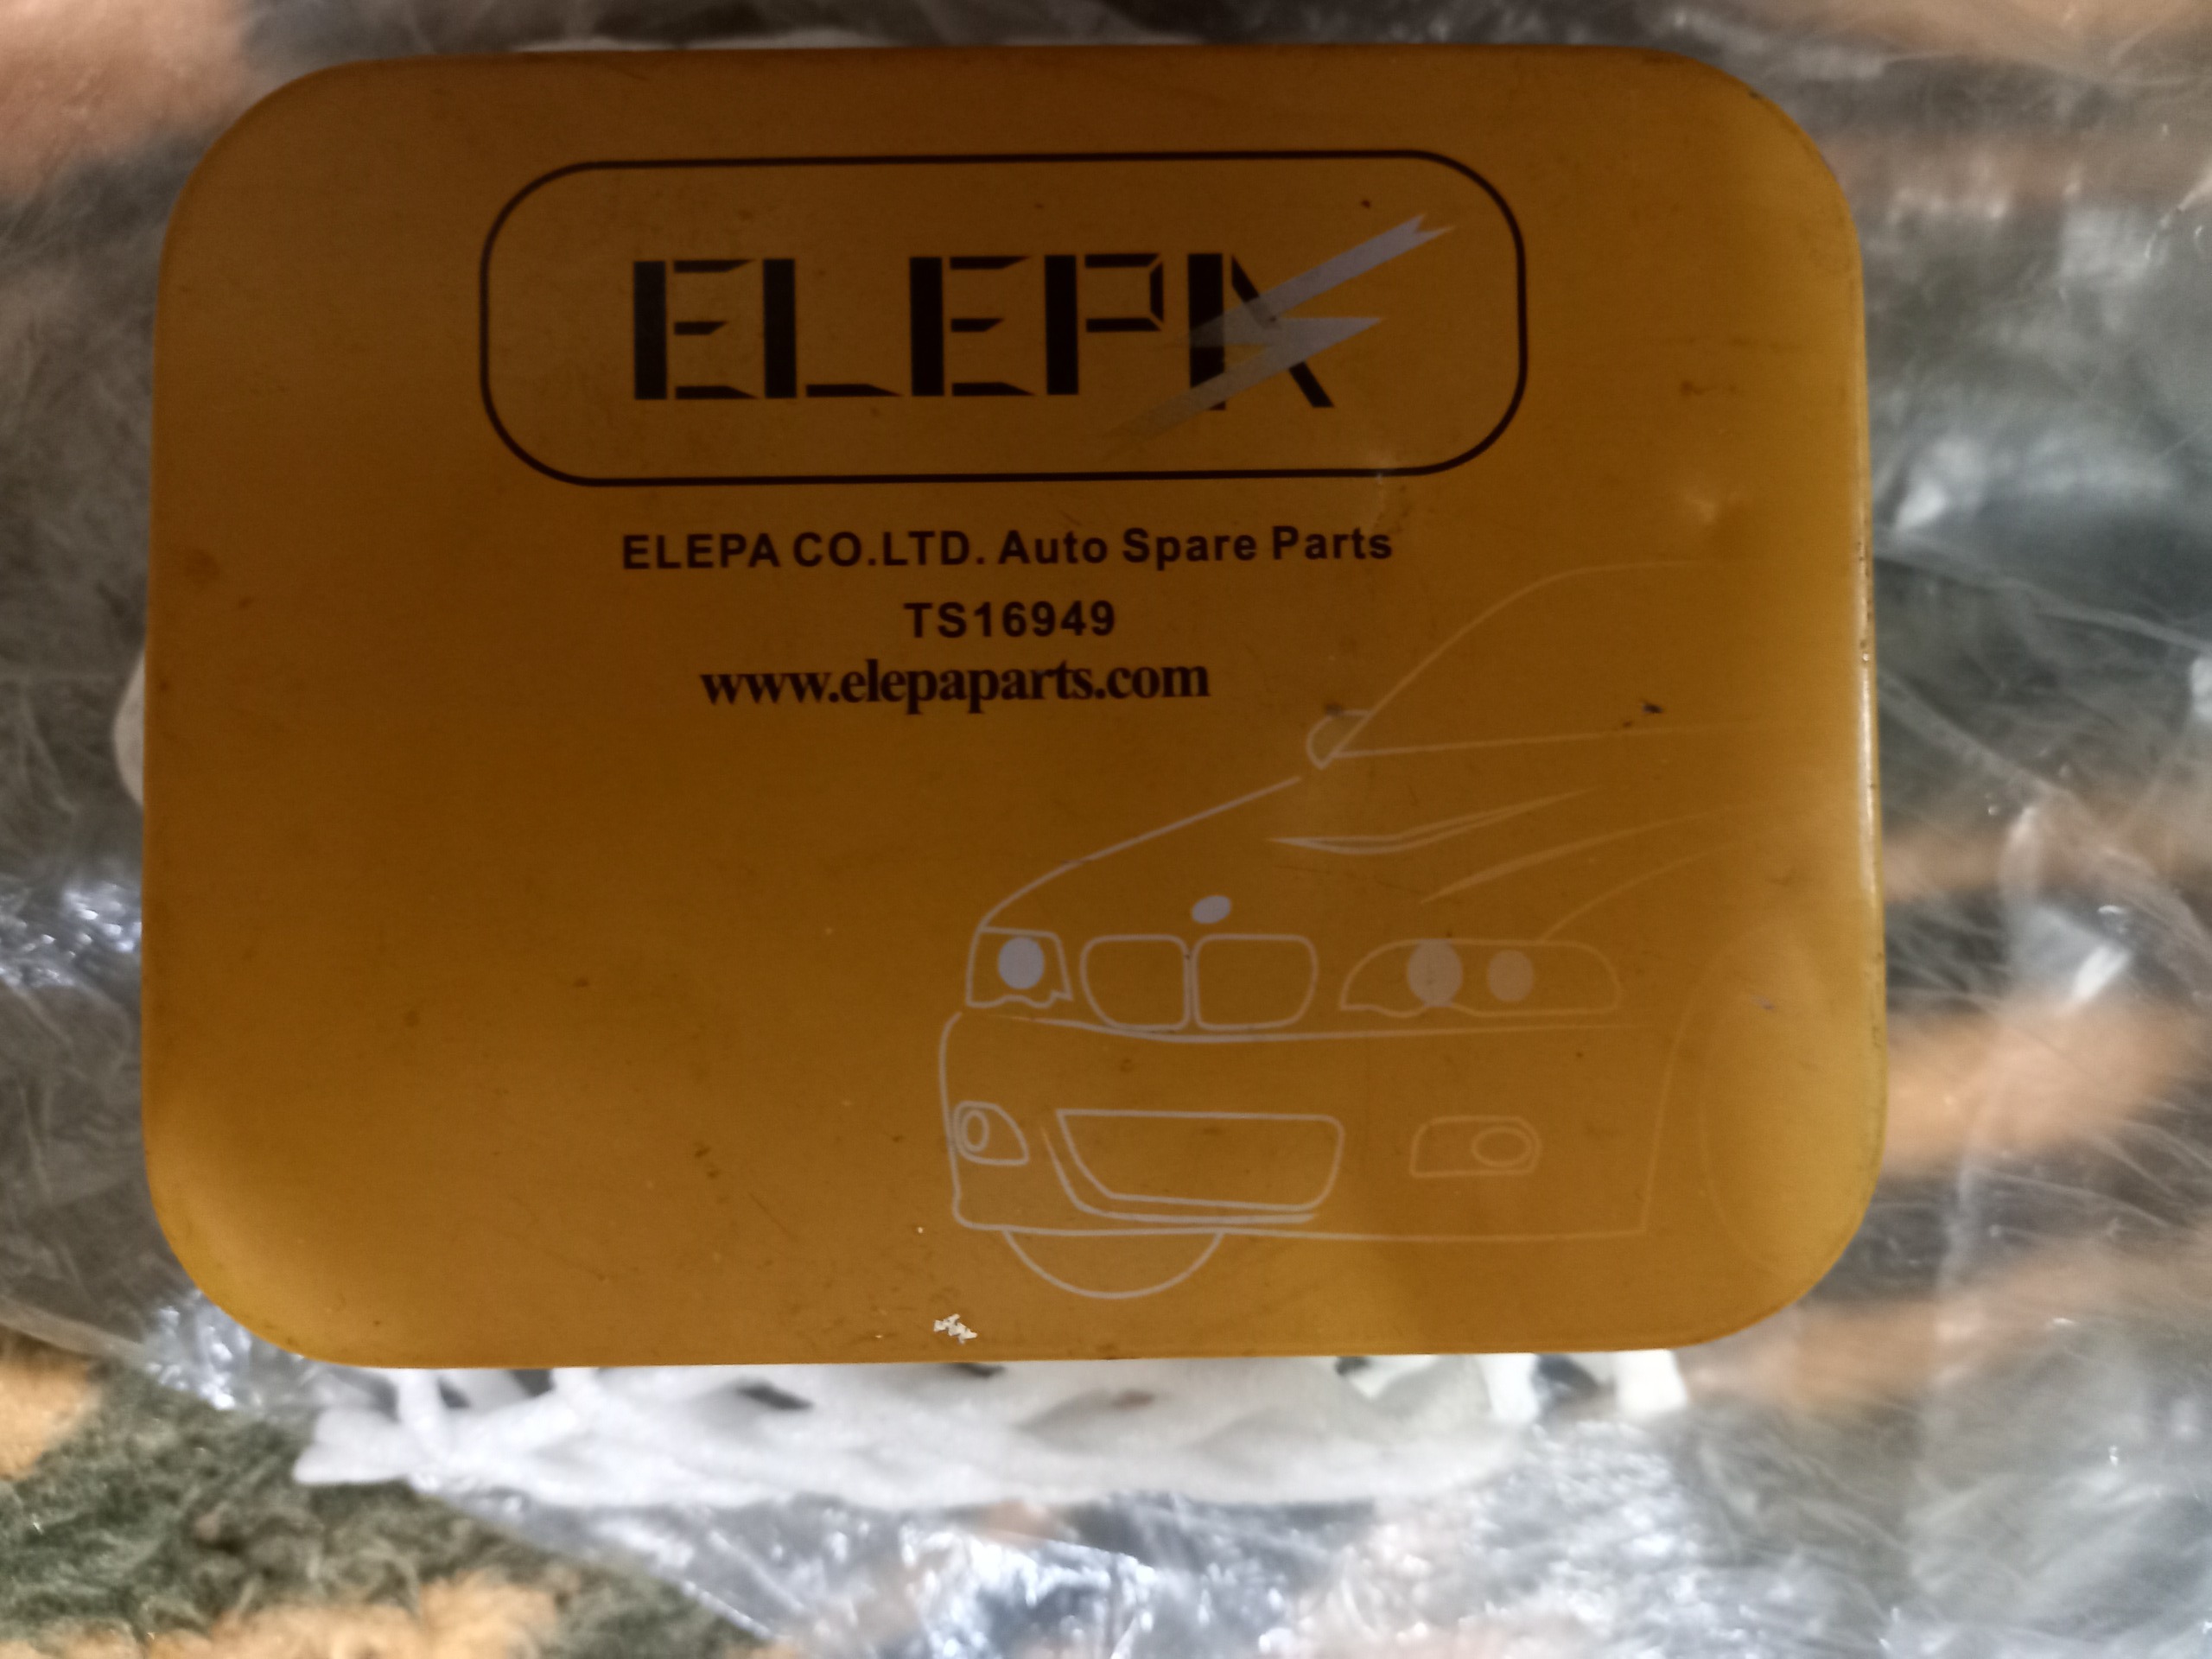 ELEPA
ELEPA CO.LTD. Auto Spare Parts
TS16949
www.elepaparts.com